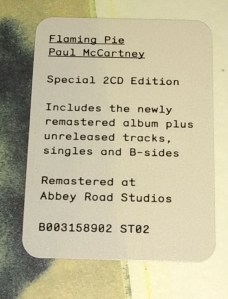 Flaming Pie
Paul McCartney
Special 2CD Edition
Includes the newly
remastered album plus
unreleased tracks,
singles and B-sides
Remastered at
Abbey Road Studios
B003158902 ST02